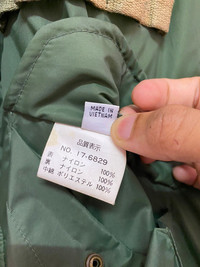 MADE IN
VIETNAM
品質表示
NO. 17-6829
表 ナイロン 100%
裏 ナイロン 100%
中綿 ポリエステル 100%